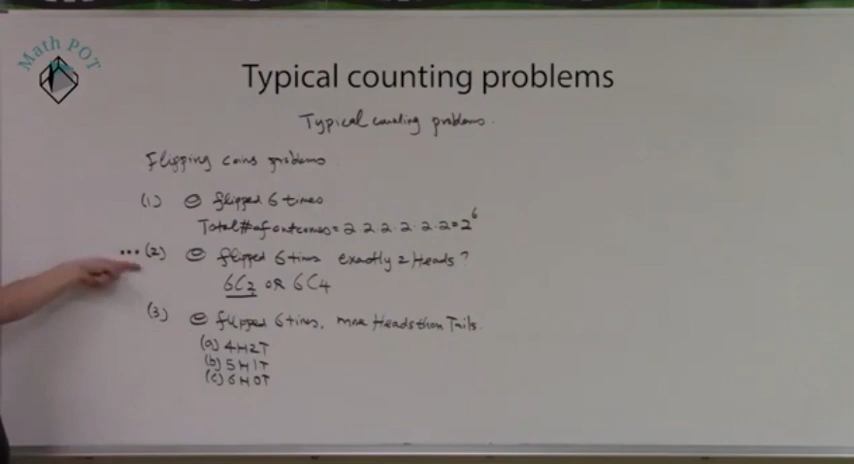 Math POT
Typical counting problems
Typical counting problems.
Flipping coins problems
(1) flipped 6 times
Total # of outcomes = 2 2 2 · 2 · 2 · 2 = 2⁶
... (2) flipped 6 times exactly 2 Heads?
6C2 OR 6C4
(3) flipped 6 times, more Heads than Tails.
(a) 4H2T
(b) 5H1T
(c) 6H0T